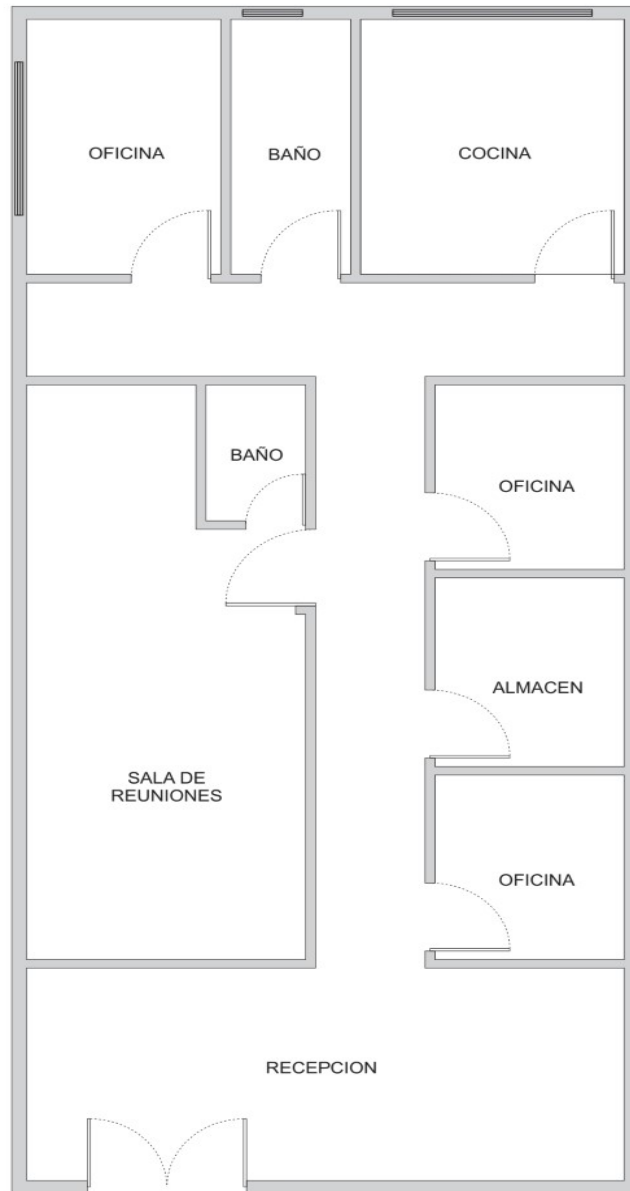 OFICINA
BAÑO
COCINA
BAÑO
OFICINA
ALMACEN
SALA DE
REUNIONES
OFICINA
RECEPCION